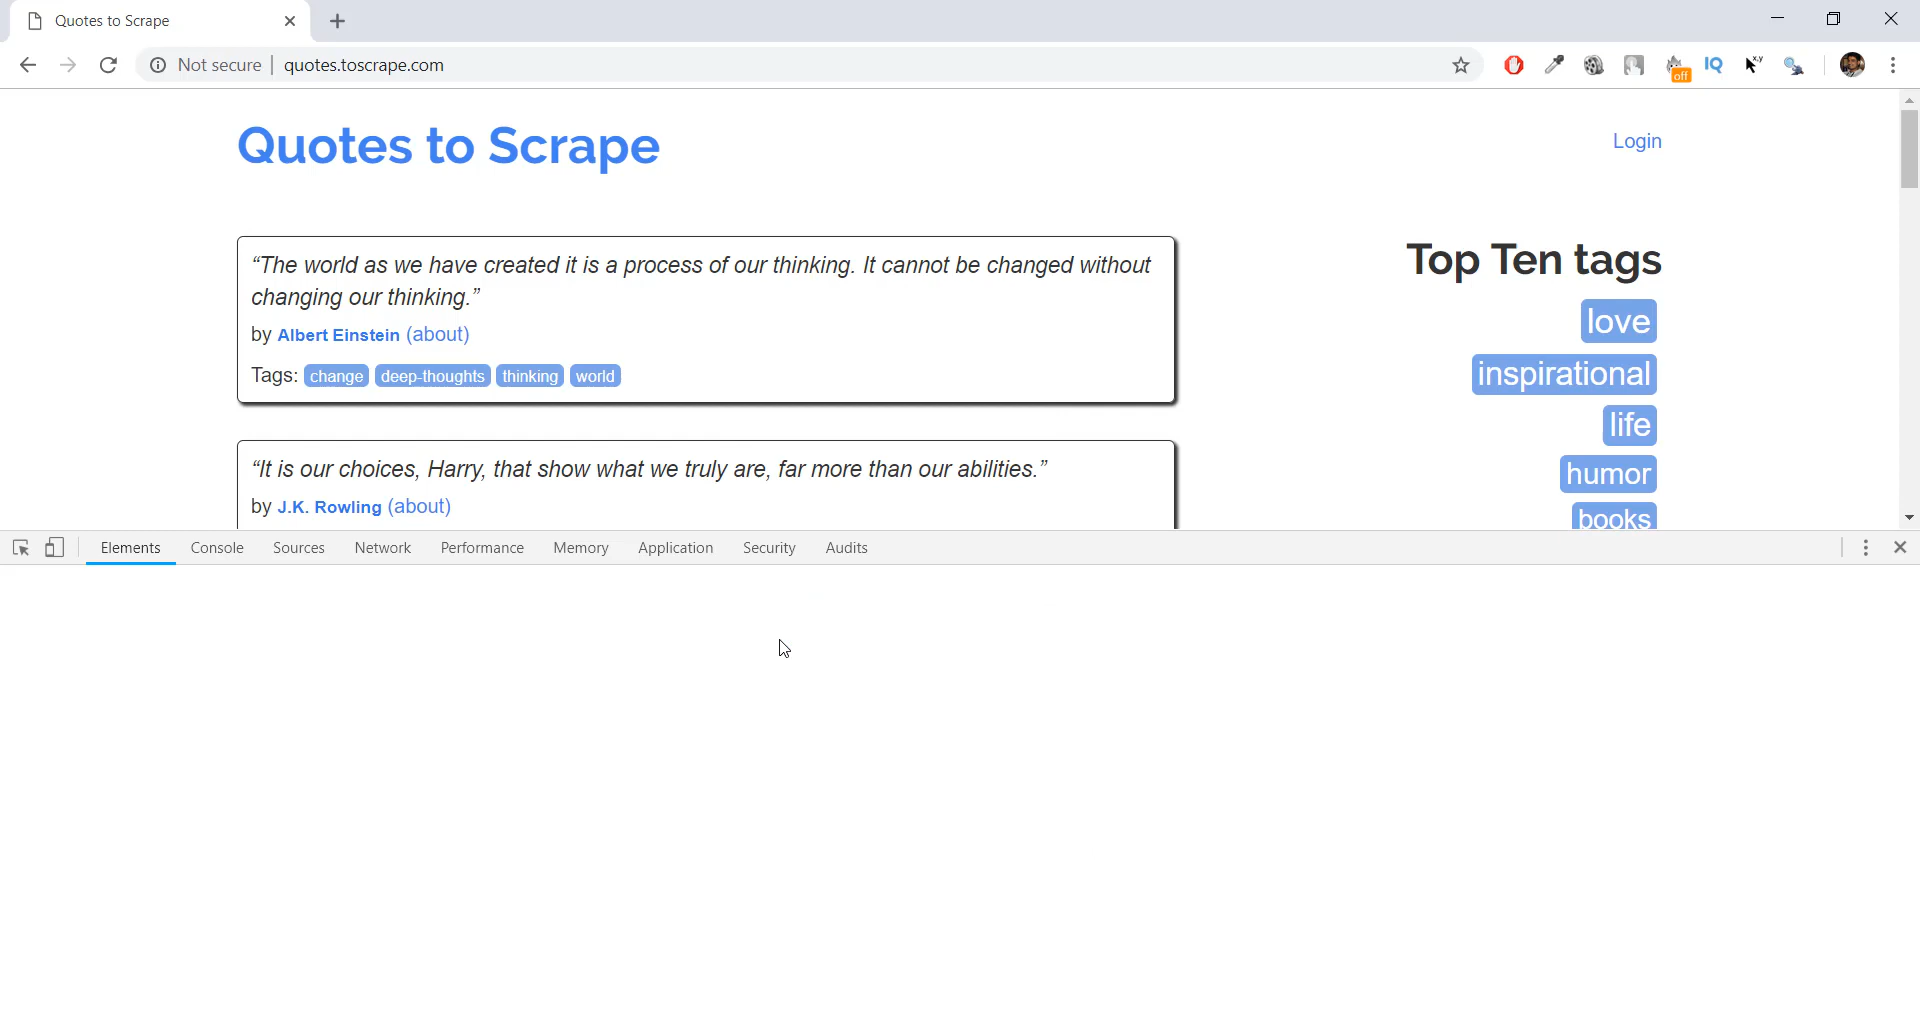 Quotes to Scrape
Not secure | quotes.toscrape.com
off
IQ
x,y
Quotes to Scrape
Login
“The world as we have created it is a process of our thinking. It cannot be changed without
changing our thinking.”
by Albert Einstein (about)
Tags: change deep-thoughts thinking world
“It is our choices, Harry, that show what we truly are, far more than our abilities.”
by J.K. Rowling (about)
Top Ten tags
love
inspirational
life
humor
books
Elements Console Sources Network Performance Memory Application Security Audits